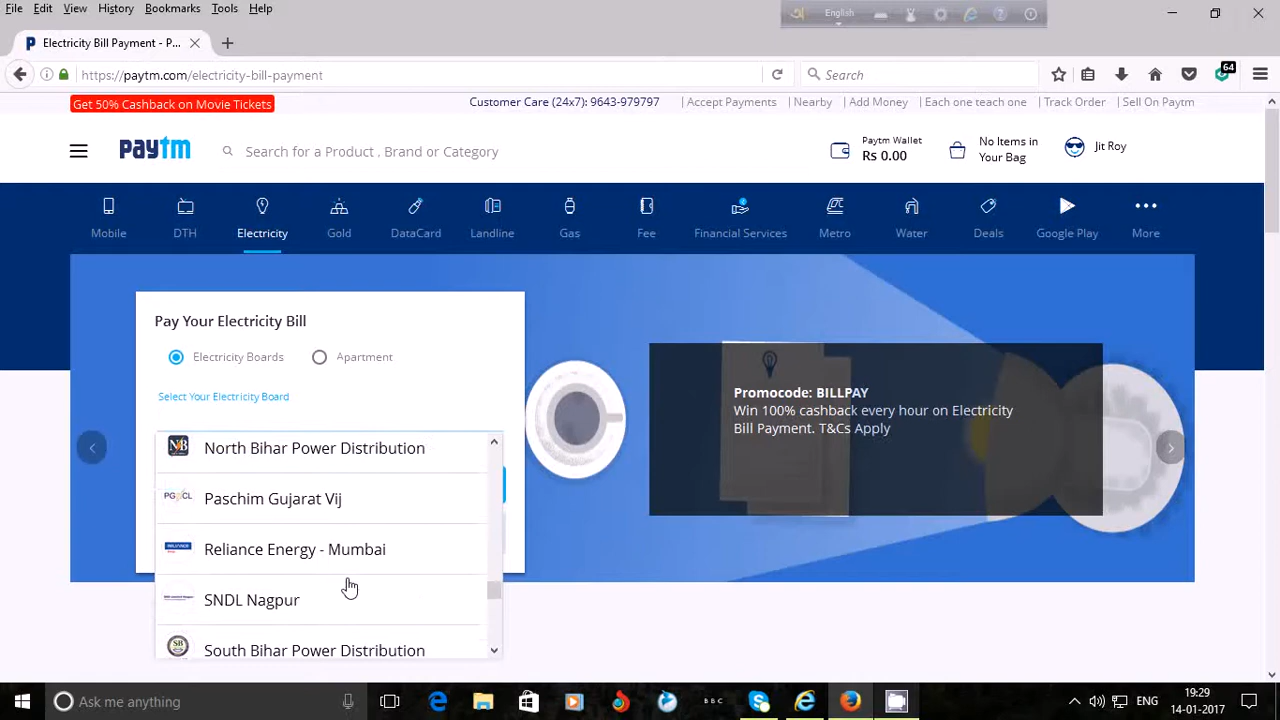 File Edit View History Bookmarks Tools Help
English
Electricity Bill Payment - P...
https://paytm.com/electricity-bill-payment
Search
64
Get 50% Cashback on Movie Tickets
Customer Care (24x7): 9643-979797 | Accept Payments | Nearby | Add Money | Each one teach one | Track Order | Sell On Paytm
paytm
Search for a Product , Brand or Category
Paytm Wallet
Rs 0.00
No Items in
Your Bag
Jit Roy
Mobile DTH Electricity Gold DataCard Landline Gas Fee Financial Services Metro Water Deals Google Play More
Pay Your Electricity Bill
Electricity Boards Apartment
Select Your Electricity Board
North Bihar Power Distribution
Paschim Gujarat Vij
Reliance Energy - Mumbai
SNDL Nagpur
South Bihar Power Distribution
Promocode: BILLPAY
Win 100% cashback every hour on Electricity
Bill Payment. T&Cs Apply
Ask me anything
BBC
ENG
19:29
14-01-2017